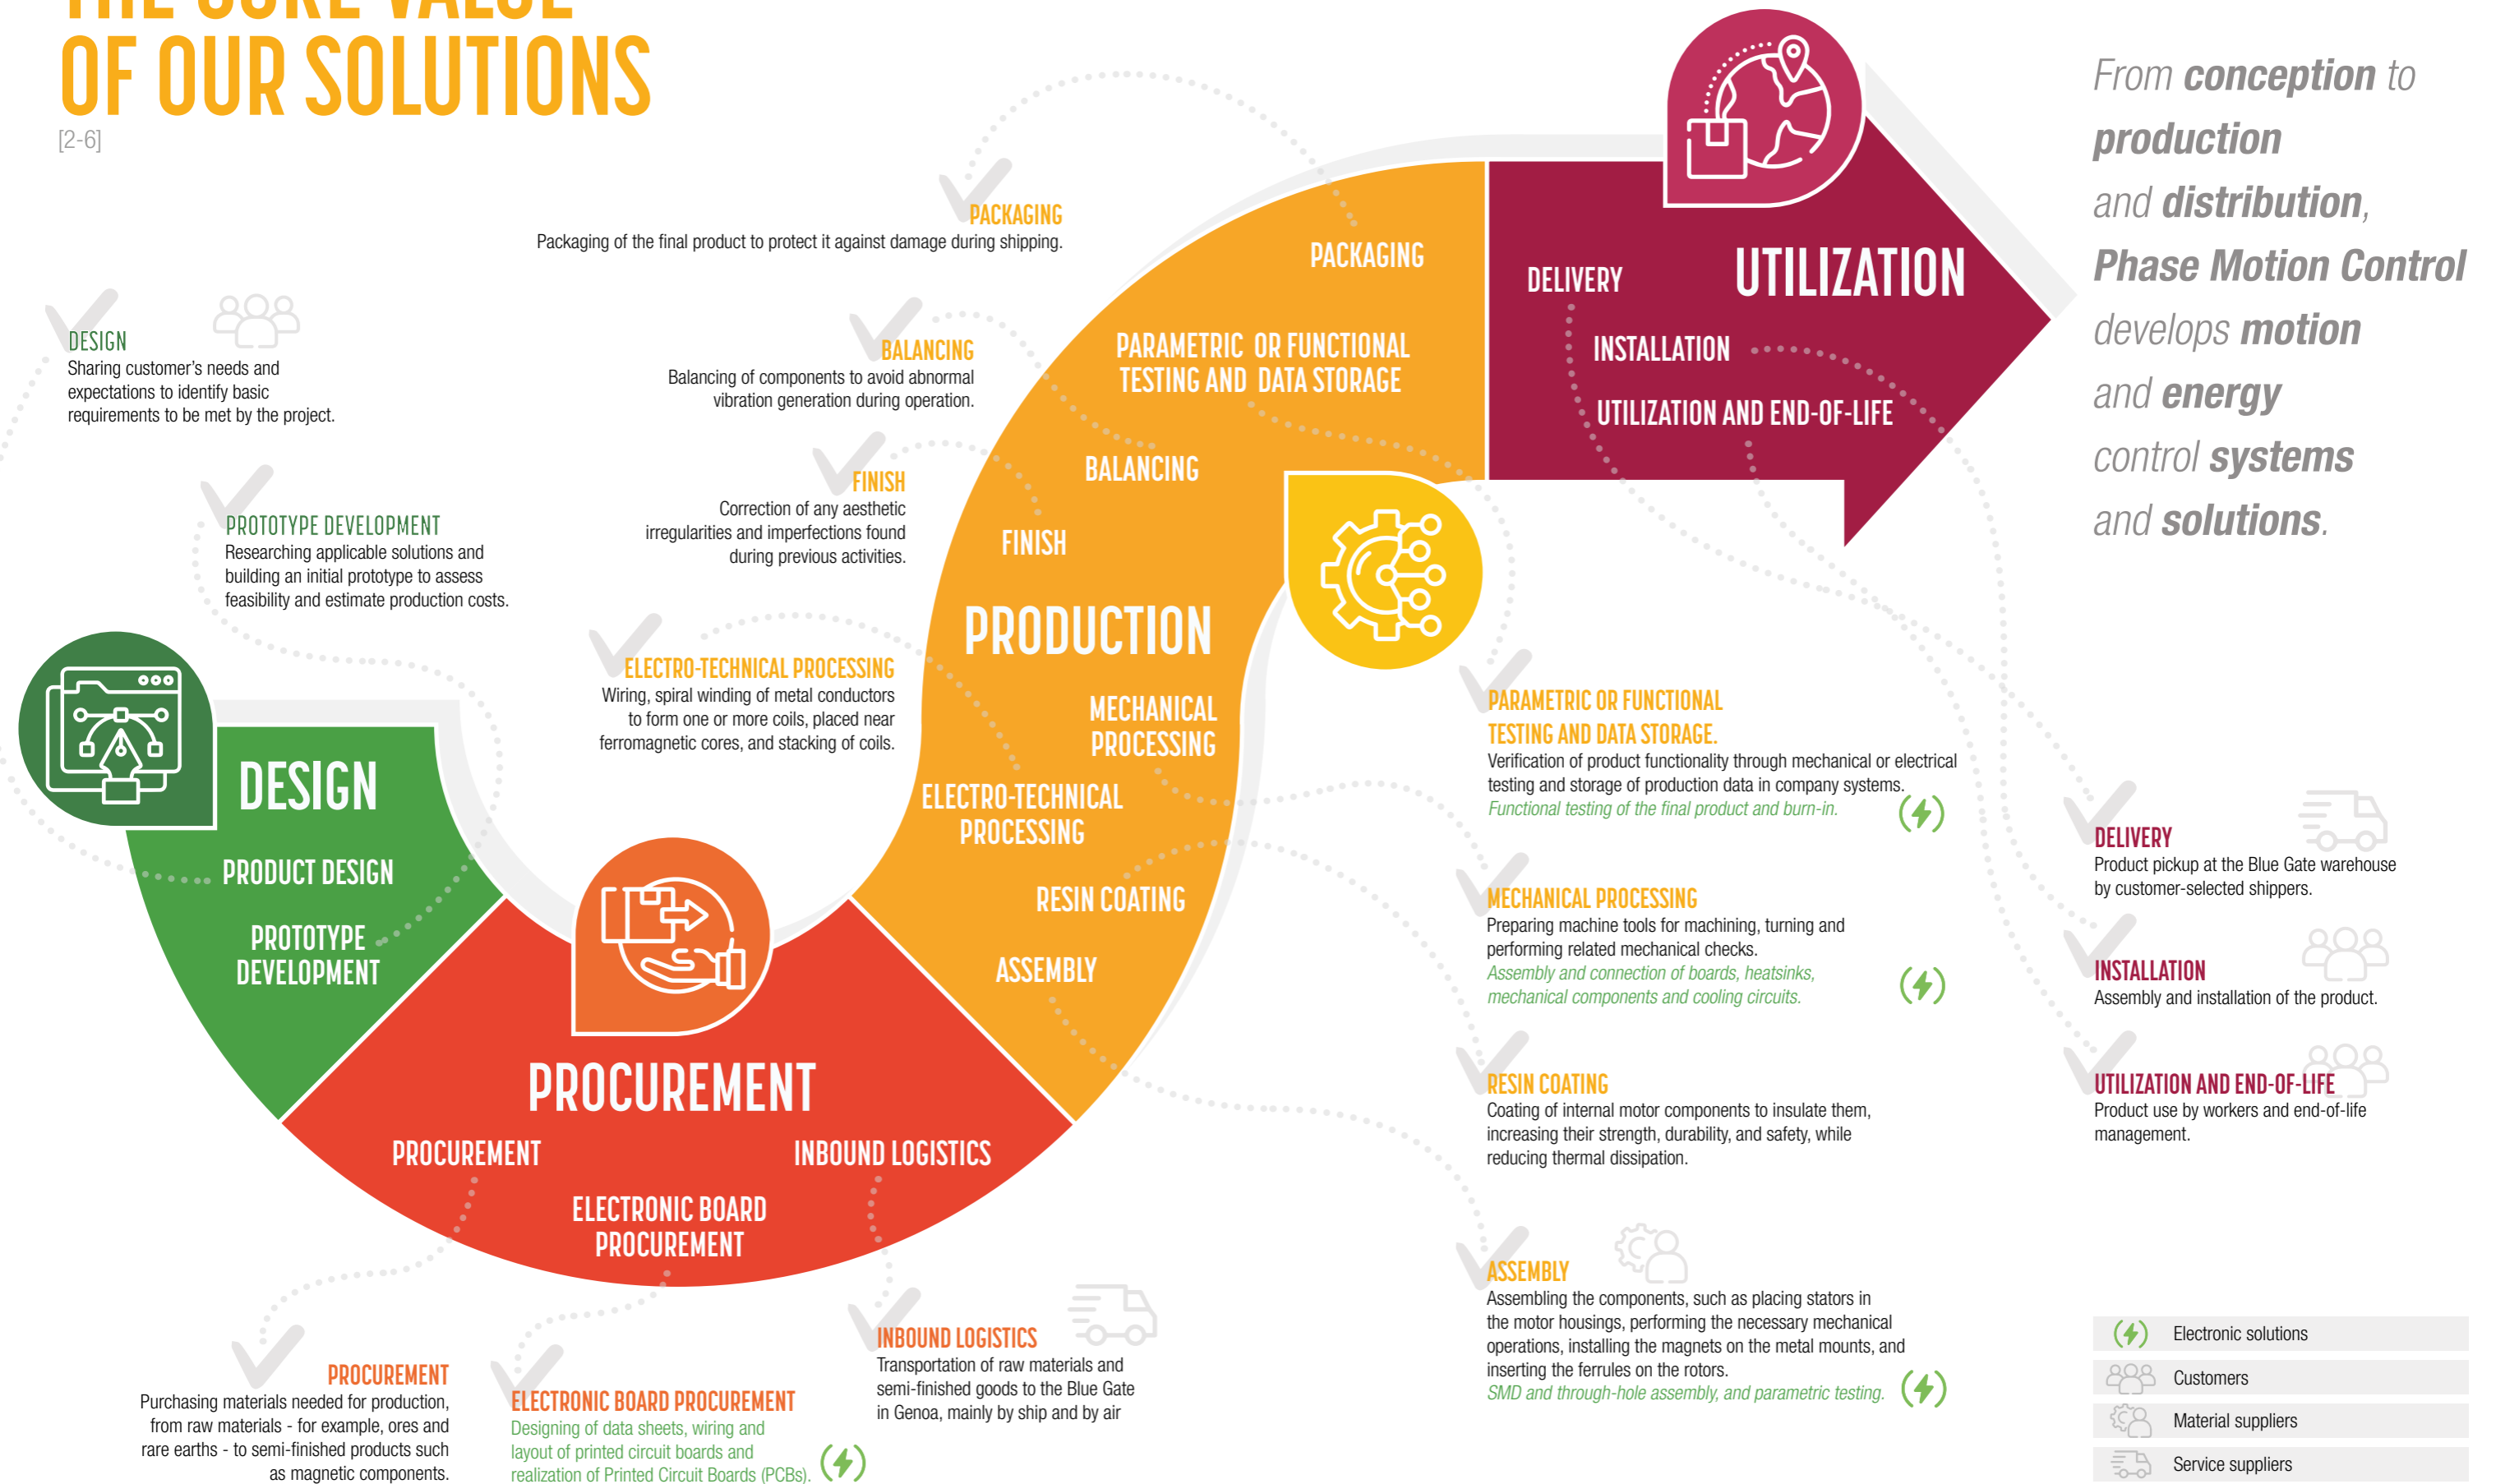 THE CORE VALUE
OF OUR SOLUTIONS
[2-6]
From conception to
production
and distribution,
Phase Motion Control
develops motion
and energy
control systems
and solutions.
PACKAGING
Packaging of the final product to protect it against damage during shipping.
BALANCING
Balancing of components to avoid abnormal
vibration generation during operation.
FINISH
Correction of any aesthetic
irregularities and imperfections found
during previous activities.
ELECTRO-TECHNICAL PROCESSING
Wiring, spiral winding of metal conductors
to form one or more coils, placed near
ferromagnetic cores, and stacking of coils.
DESIGN
Sharing customer's needs and
expectations to identify basic
requirements to be met by the project.
PROTOTYPE DEVELOPMENT
Researching applicable solutions and
building an initial prototype to assess
feasibility and estimate production costs.
DESIGN
PRODUCT DESIGN
PROTOTYPE
DEVELOPMENT
PROCUREMENT
PROCUREMENT
INBOUND LOGISTICS
ELECTRONIC BOARD
PROCUREMENT
PACKAGING
PARAMETRIC OR FUNCTIONAL
TESTING AND DATA STORAGE
BALANCING
FINISH
PRODUCTION
MECHANICAL
PROCESSING
ELECTRO-TECHNICAL
PROCESSING
RESIN COATING
ASSEMBLY
UTILIZATION
DELIVERY
INSTALLATION
UTILIZATION AND END-OF-LIFE
PROCUREMENT
Purchasing materials needed for production,
from raw materials - for example, ores and
rare earths - to semi-finished products such
as magnetic components.
ELECTRONIC BOARD PROCUREMENT
Designing of data sheets, wiring and
layout of printed circuit boards and
realization of Printed Circuit Boards (PCBs).
INBOUND LOGISTICS
Transportation of raw materials and
semi-finished goods to the Blue Gate
in Genoa, mainly by ship and by air
PARAMETRIC OR FUNCTIONAL
TESTING AND DATA STORAGE.
Verification of product functionality through mechanical or electrical
testing and storage of production data in company systems.
Functional testing of the final product and burn-in.
MECHANICAL PROCESSING
Preparing machine tools for machining, turning and
performing related mechanical checks.
Assembly and connection of boards, heatsinks,
mechanical components and cooling circuits.
RESIN COATING
Coating of internal motor components to insulate them,
increasing their strength, durability, and safety, while
reducing thermal dissipation.
ASSEMBLY
Assembling the components, such as placing stators in
the motor housings, performing the necessary mechanical
operations, installing the magnets on the metal mounts, and
inserting the ferrules on the rotors.
SMD and through-hole assembly, and parametric testing.
DELIVERY
Product pickup at the Blue Gate warehouse
by customer-selected shippers.
INSTALLATION
Assembly and installation of the product.
UTILIZATION AND END-OF-LIFE
Product use by workers and end-of-life
management.
Electronic solutions
Customers
Material suppliers
Service suppliers